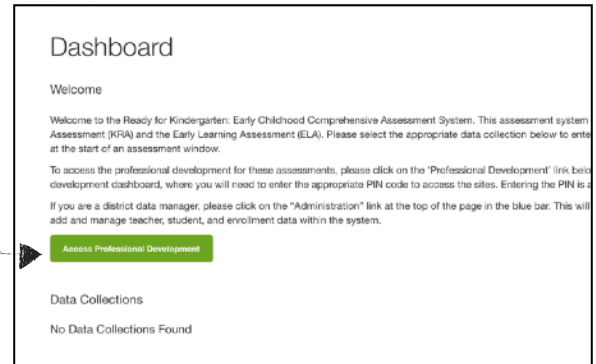 Dashboard
Welcome
Welcome to the Ready for Kindergarten: Early Childhood Comprehensive Assessment System. This assessment system
Assessment (KRA) and the Early Learning Assessment (ELA). Please select the appropriate data collection below to ente
at the start of an assessment window.
To access the professional development for these assessments, please click on the 'Professional Development' link belo
development dashboard, where you will need to enter the appropriate PIN code to access the sites. Entering the PIN is a
If you are a district data manager, please click on the "Administration" link at the top of the page in the blue bar. This will
add and manage teacher, student, and enrollment data within the system.
Access Professional Development
Data Collections
No Data Collections Found